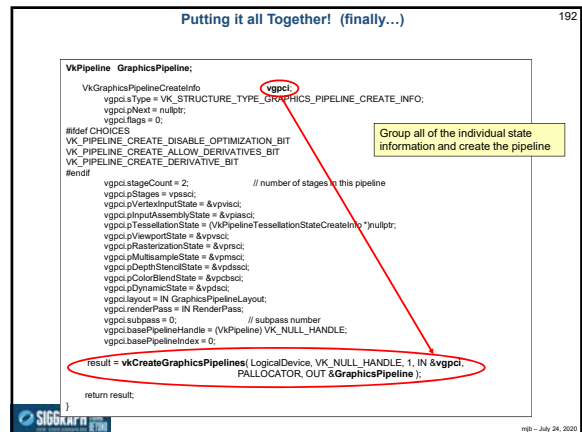 Putting it all Together! (finally…)
192
VkPipeline GraphicsPipeline;
VkGraphicsPipelineCreateInfo vgpci;
vgpci.sType = VK_STRUCTURE_TYPE_GRAPHICS_PIPELINE_CREATE_INFO;
vgpci.pNext = nullptr;
vgpci.flags = 0;
#ifdef CHOICES
VK_PIPELINE_CREATE_DISABLE_OPTIMIZATION_BIT
VK_PIPELINE_CREATE_ALLOW_DERIVATIVES_BIT
VK_PIPELINE_CREATE_DERIVATIVE_BIT
#endif
Group all of the individual state
information and create the pipeline
vgpci.stageCount = 2; // number of stages in this pipeline
vgpci.pStages = vpssci;
vgpci.pVertexInputState = &vpvisci;
vgpci.pInputAssemblyState = &vpiasci;
vgpci.pTessellationState = (VkPipelineTessellationStateCreateInfo *)nullptr;
vgpci.pViewportState = &vpvsci;
vgpci.pRasterizationState = &vprsci;
vgpci.pMultisampleState = &vpmsci;
vgpci.pDepthStencilState = &vpdssci;
vgpci.pColorBlendState = &vpcbsci;
vgpci.pDynamicState = &vpdsci;
vgpci.layout = IN GraphicsPipelineLayout;
vgpci.renderPass = IN RenderPass;
vgpci.subpass = 0; // subpass number
vgpci.basePipelineHandle = (VkPipeline) VK_NULL_HANDLE;
vgpci.basePipelineIndex = 0;
result = vkCreateGraphicsPipelines( LogicalDevice, VK_NULL_HANDLE, 1, IN &vgpci,
PALLOCATOR, OUT &GraphicsPipeline );
return result;
}
SIGGRAPH
mjb – July 24, 2020